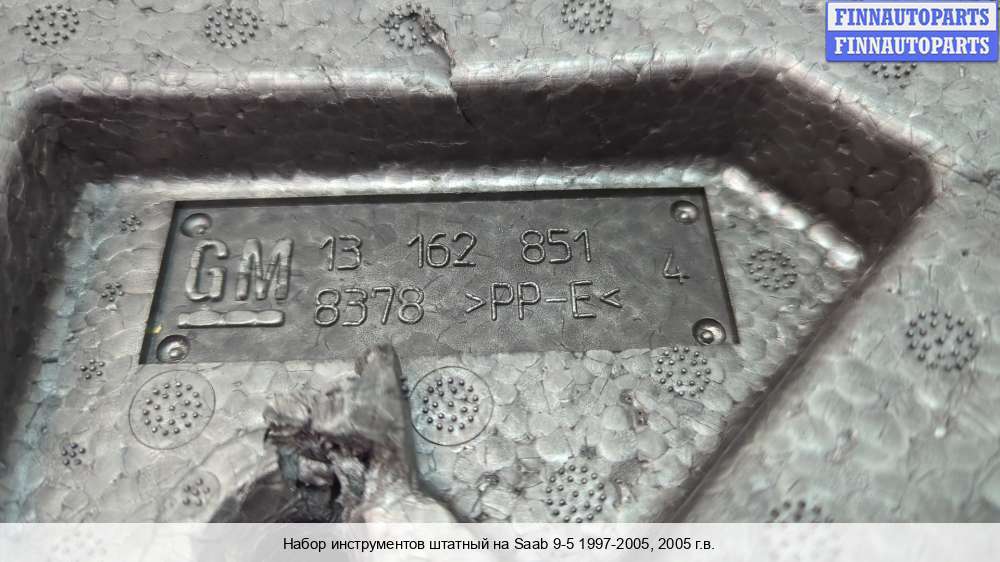 FINNAUTOPARTS
FINNAUTOPARTS
GM 13 162 851 4
8378 >PP-E<
Набор инструментов штатный на Saab 9-5 1997-2005, 2005 г.в.